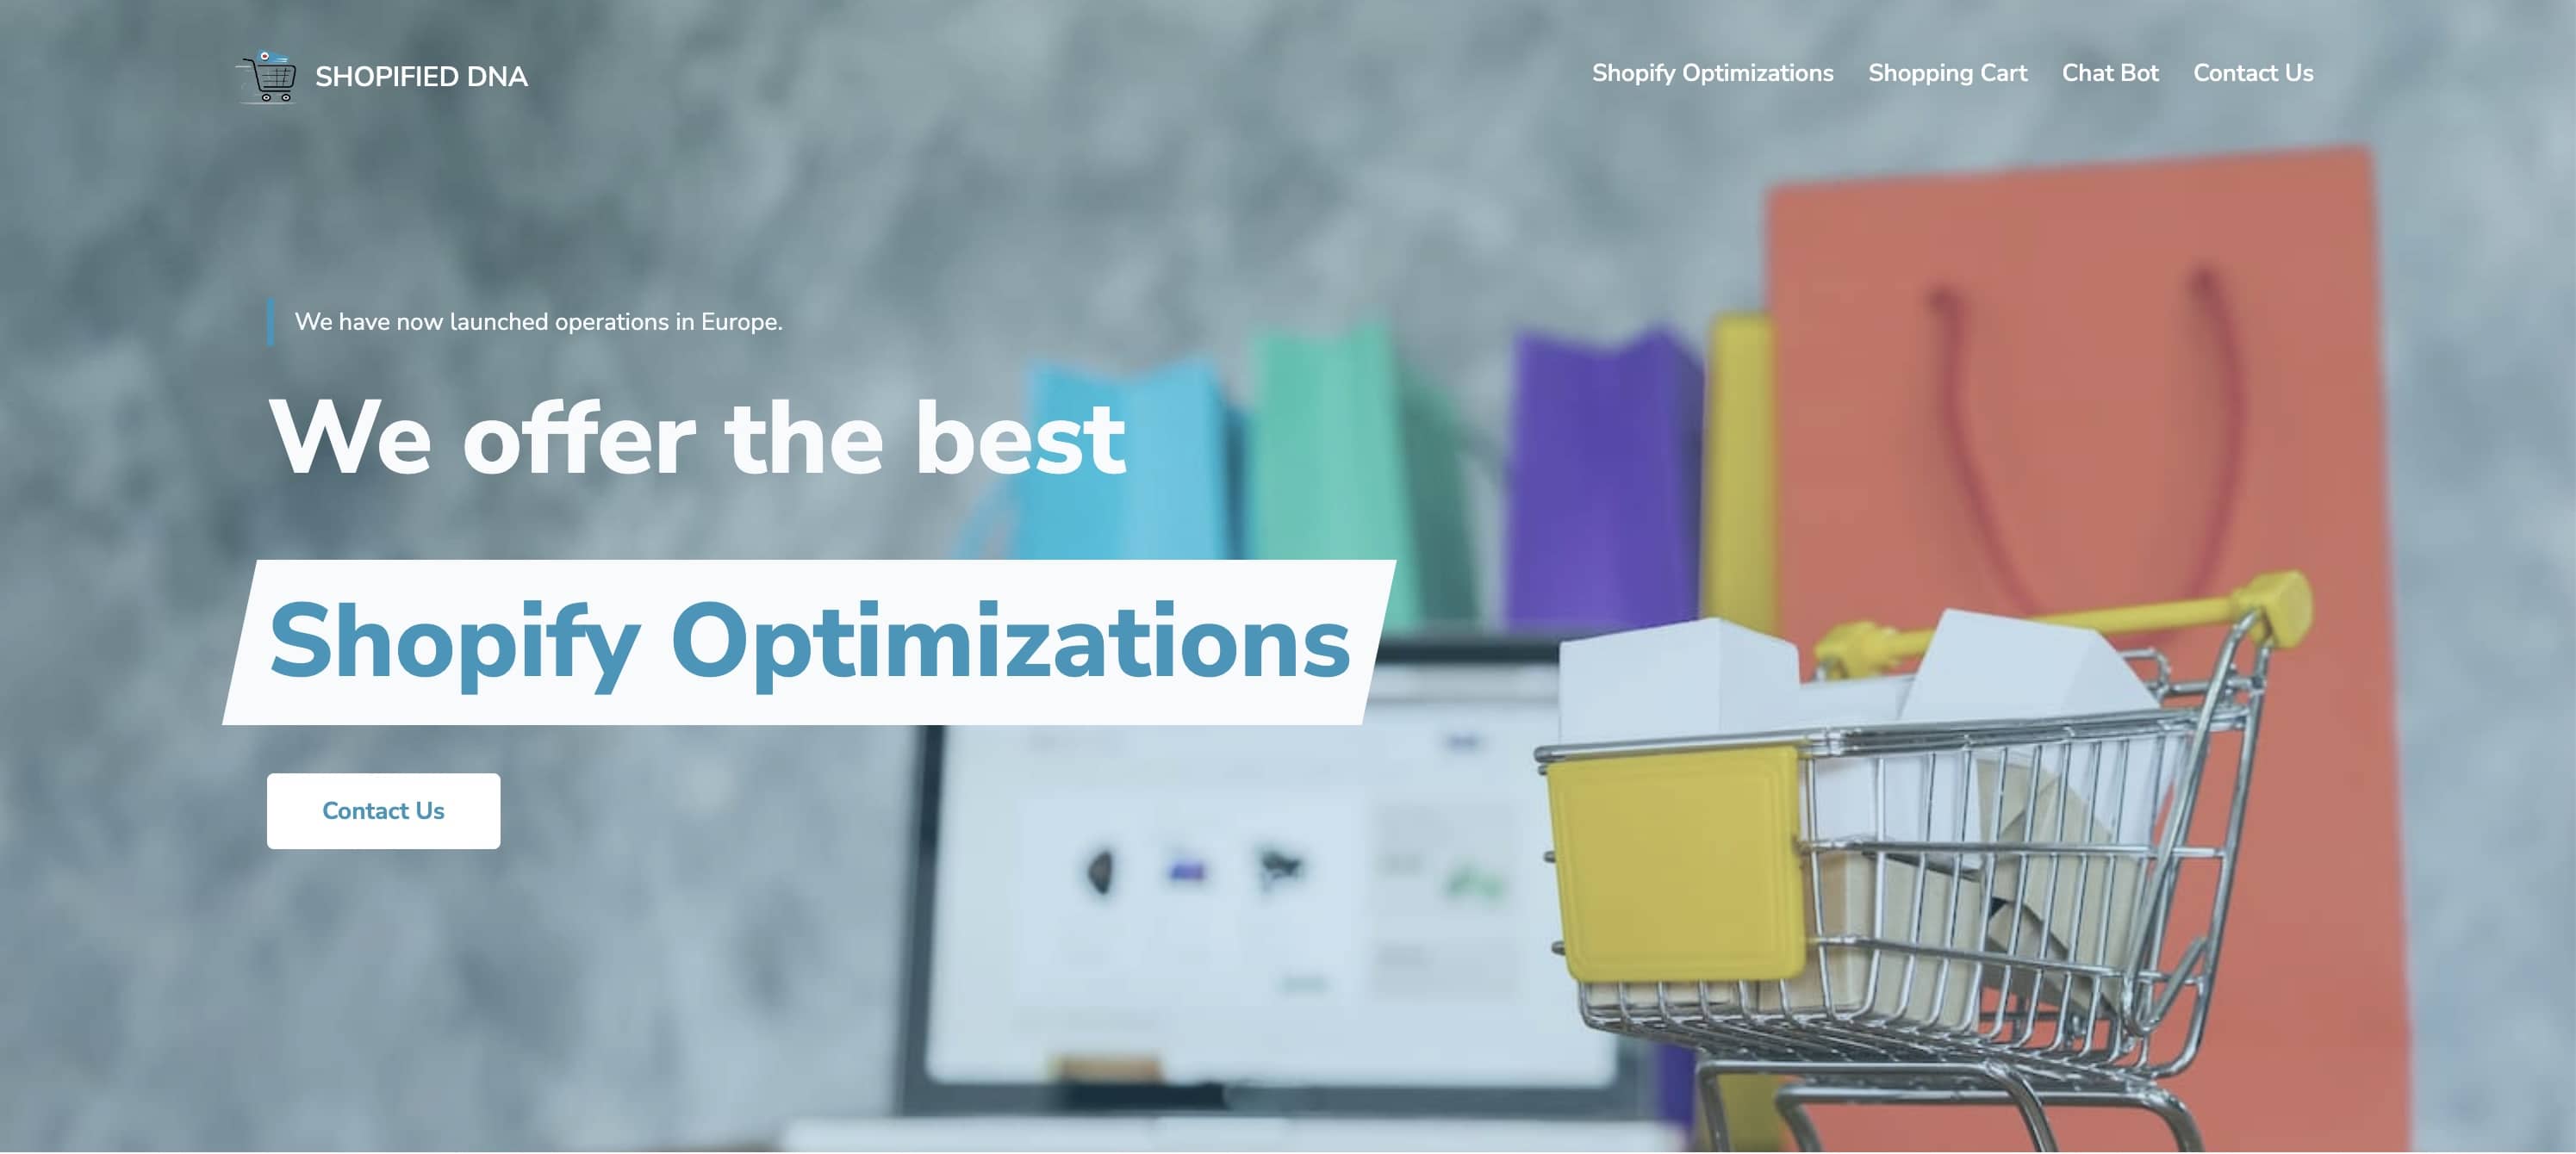 SHOPIFIED DNA
Shopify Optimizations
Shopping Cart
Chat Bot
Contact Us
We have now launched operations in Europe.
We offer the best
Shopify Optimizations
Contact Us